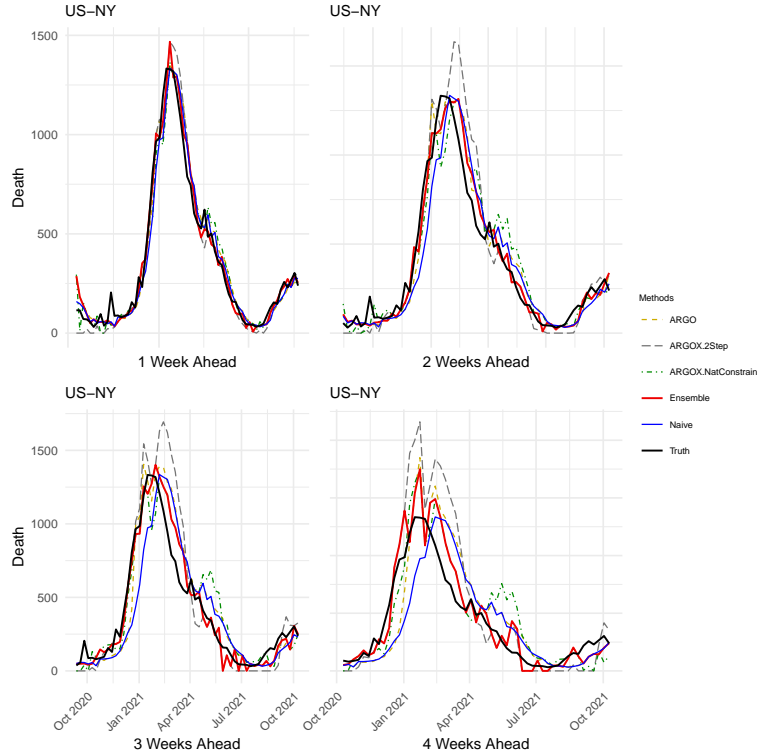 US−NY
US−NY
1500
1000
500
0
Death
1 Week Ahead
2 Weeks Ahead
Methods
ARGO
ARGOX.2Step
ARGOX.NatConstrain
Ensemble
Naive
Truth
US−NY
US−NY
1500
1000
500
0
Death
Oct 2020
Jan 2021
Apr 2021
Jul 2021
Oct 2021
Oct 2020
Jan 2021
Apr 2021
Jul 2021
Oct 2021
3 Weeks Ahead
4 Weeks Ahead